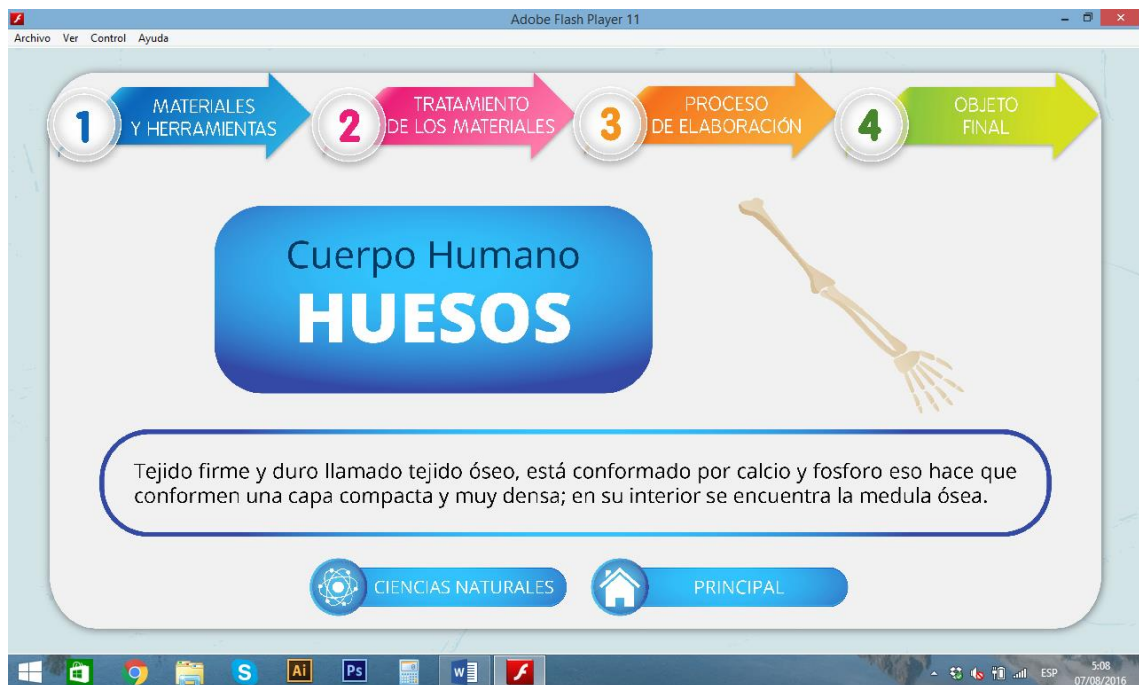 Adobe Flash Player 11
Archivo Ver Control Ayuda
1 MATERIALES
Y HERRAMIENTAS
2 TRATAMIENTO
DE LOS MATERIALES
3 PROCESO
DE ELABORACIÓN
4 OBJETO
FINAL
Cuerpo Humano
HUESOS
Tejido firme y duro llamado tejido óseo, está conformado por calcio y fosforo eso hace que
conformen una capa compacta y muy densa; en su interior se encuentra la medula ósea.
CIENCIAS NATURALES
PRINCIPAL
Ai
Ps
ESP
5:08
07/08/2016